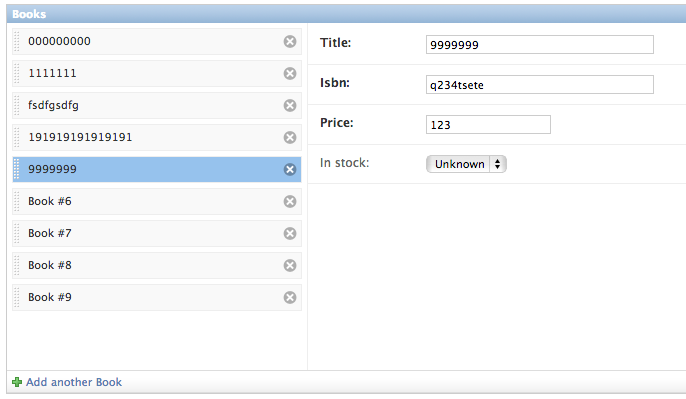 Books
000000000
1111111
fsdfgsdfg
191919191919191
9999999
Book #6
Book #7
Book #8
Book #9
Title: 9999999
Isbn: q234tsete
Price: 123
In stock: Unknown
Add another Book